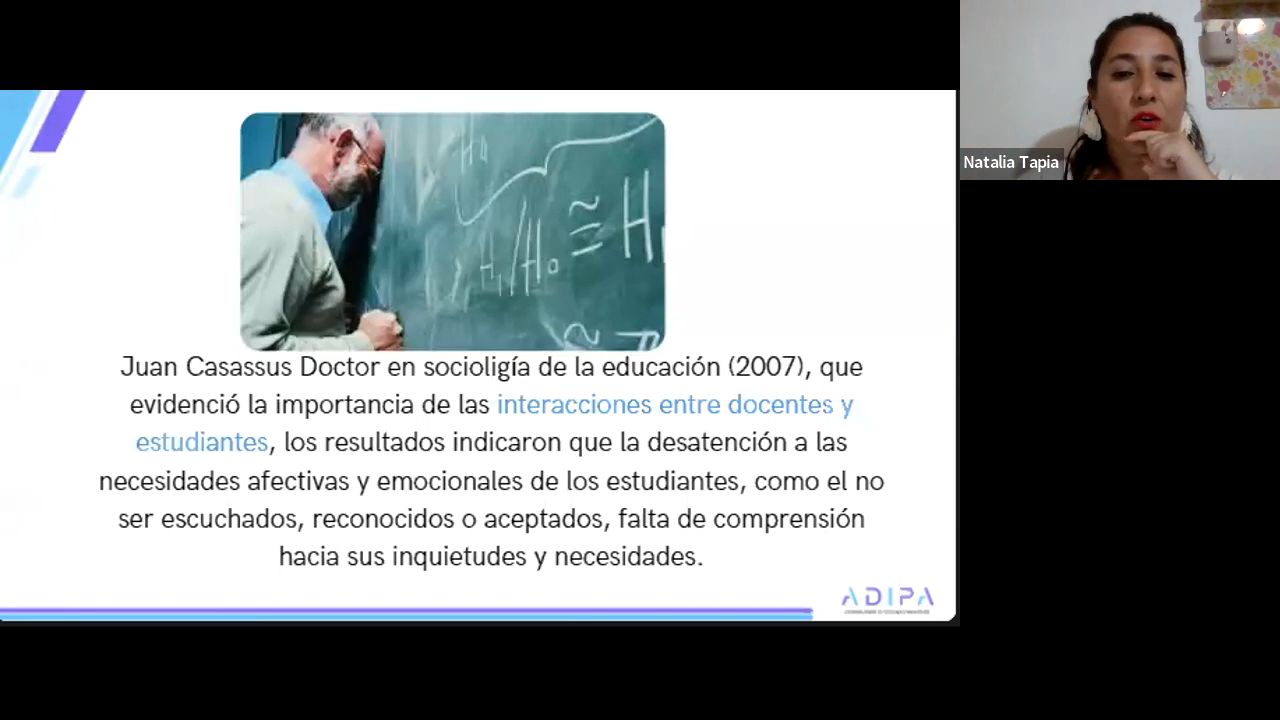 Natalia Tapia
H₁/H₀ ≅ H
Juan Casassus Doctor en socioligía de la educación (2007), que
evidenció la importancia de las interacciones entre docentes y
estudiantes, los resultados indicaron que la desatención a las
necesidades afectivas y emocionales de los estudiantes, como el no
ser escuchados, reconocidos o aceptados, falta de comprensión
hacia sus inquietudes y necesidades.
ADIPA